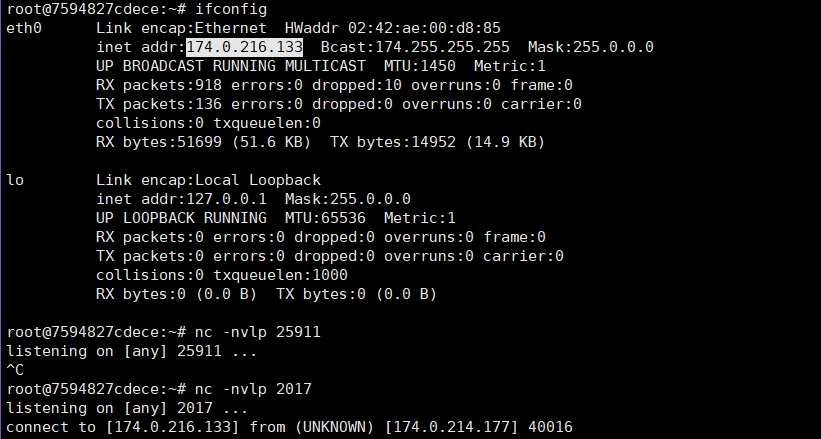 root@7594827cdece:~# ifconfig
eth0      Link encap:Ethernet  HWaddr 02:42:ae:00:d8:85
          inet addr:174.0.216.133  Bcast:174.255.255.255  Mask:255.0.0.0
          UP BROADCAST RUNNING MULTICAST  MTU:1450  Metric:1
          RX packets:918 errors:0 dropped:10 overruns:0 frame:0
          TX packets:136 errors:0 dropped:0 overruns:0 carrier:0
          collisions:0 txqueuelen:0
          RX bytes:51699 (51.6 KB)  TX bytes:14952 (14.9 KB)

lo        Link encap:Local Loopback
          inet addr:127.0.0.1  Mask:255.0.0.0
          UP LOOPBACK RUNNING  MTU:65536  Metric:1
          RX packets:0 errors:0 dropped:0 overruns:0 frame:0
          TX packets:0 errors:0 dropped:0 overruns:0 carrier:0
          collisions:0 txqueuelen:1000
          RX bytes:0 (0.0 B)  TX bytes:0 (0.0 B)

root@7594827cdece:~# nc -nvlp 25911
listening on [any] 25911 ...
^C
root@7594827cdece:~# nc -nvlp 2017
listening on [any] 2017 ...
connect to [174.0.216.133] from (UNKNOWN) [174.0.214.177] 40016